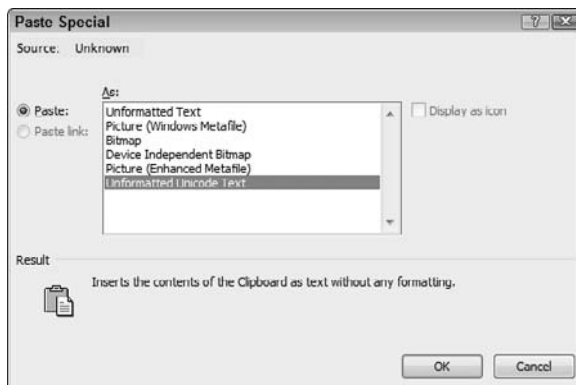 Paste Special
Source: Unknown
As:
Paste:
Paste link:
Unformatted Text
Picture (Windows Metafile)
Bitmap
Device Independent Bitmap
Picture (Enhanced Metafile)
Unformatted Unicode Text
Display as icon
Result
Inserts the contents of the Clipboard as text without any formatting.
OK Cancel